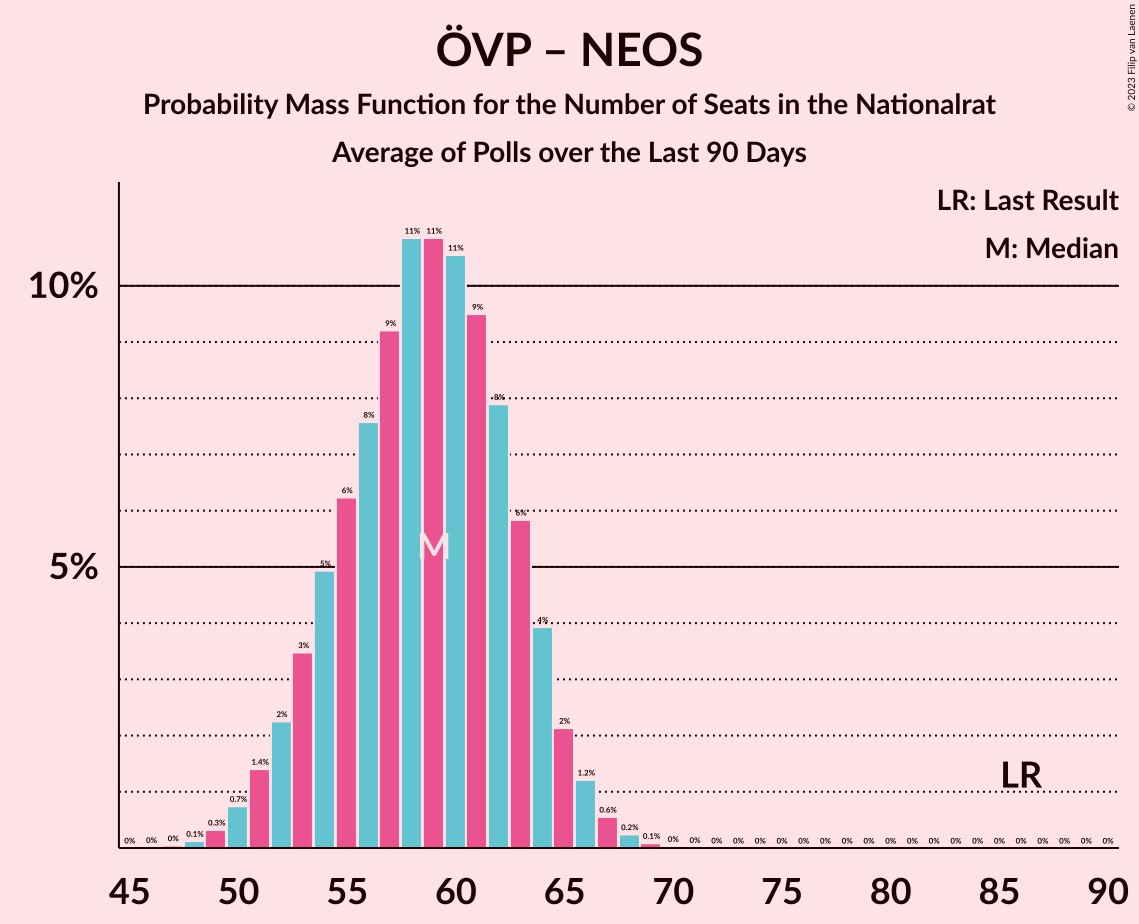 ÖVP – NEOS
Probability Mass Function for the Number of Seats in the Nationalrat
Average of Polls over the Last 90 Days
© 2023 Filip van Laenen
LR: Last Result
M: Median
10%
5%
0% 0% 0% 0.1% 0.3% 0.7% 1.4% 2% 3% 5% 6% 8% 9% 11% 11% 11% 9% 8% 6% 4% 2% 1.2% 0.6% 0.2% 0.1% 0% 0% 0% 0% 0% 0% 0% 0% 0% 0% 0% 0% 0% 0% 0% 0% 0% 0% 0% 0% 0%
M
LR
45 50 55 60 65 70 75 80 85 90